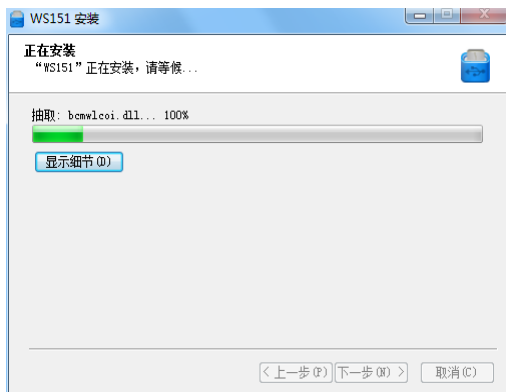 WS151 安装
正在安装
“WS151”正在安装，请等候...
抽取: bcmwlcoi.dll... 100%
显示细节(D)
< 上一步(P) 下一步(N) > 取消(C)